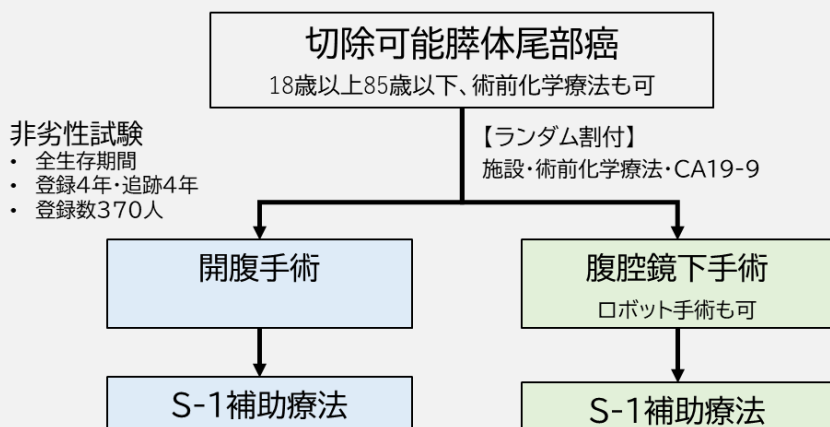 切除可能膵体尾部癌
18歳以上85歳以下、術前化学療法も可
非劣性試験
• 全生存期間
• 登録4年・追跡4年
• 登録数370人
【ランダム割付】
施設・術前化学療法・CA19-9
開腹手術
腹腔鏡下手術
ロボット手術も可
S-1補助療法
S-1補助療法